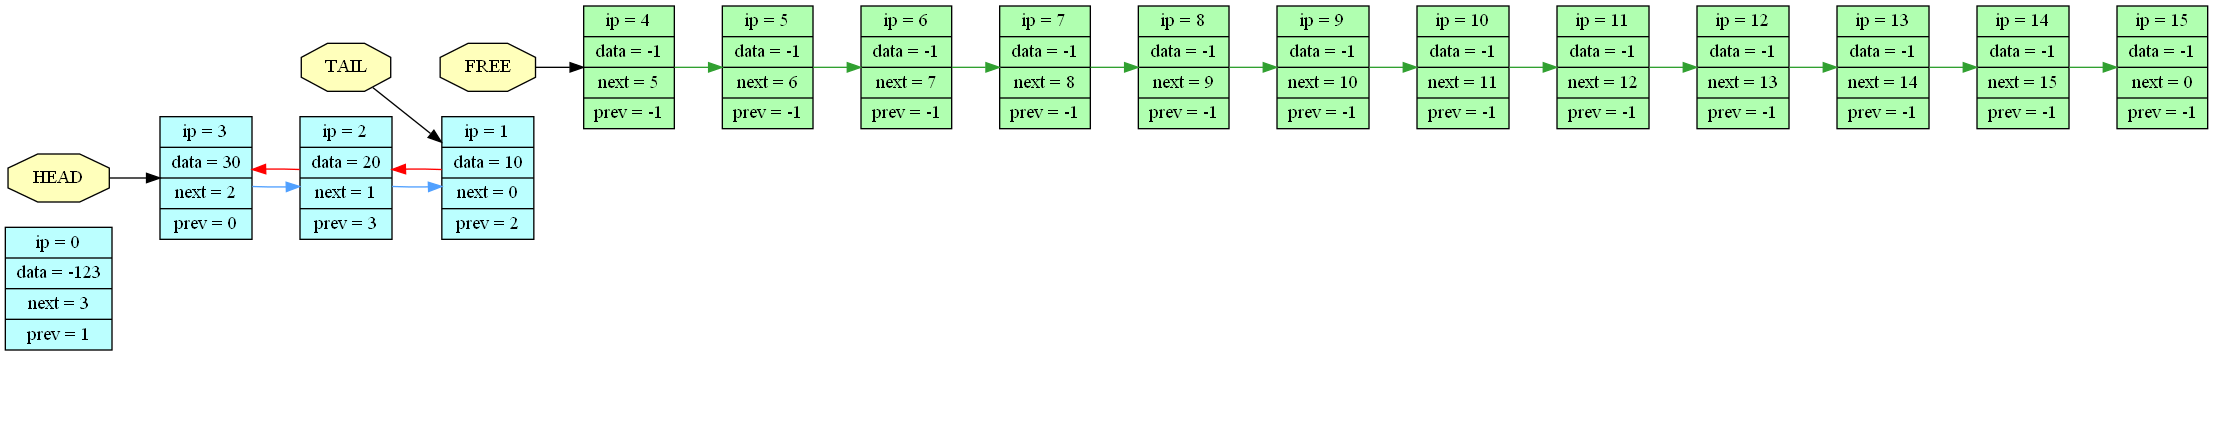 ip = 4
data = -1
next = 5
prev = -1
ip = 5
data = -1
next = 6
prev = -1
ip = 6
data = -1
next = 7
prev = -1
ip = 7
data = -1
next = 8
prev = -1
ip = 8
data = -1
next = 9
prev = -1
ip = 9
data = -1
next = 10
prev = -1
ip = 10
data = -1
next = 11
prev = -1
ip = 11
data = -1
next = 12
prev = -1
ip = 12
data = -1
next = 13
prev = -1
ip = 13
data = -1
next = 14
prev = -1
ip = 14
data = -1
next = 15
prev = -1
ip = 15
data = -1
next = 0
prev = -1
TAIL
FREE
HEAD
ip = 3
data = 30
next = 2
prev = 0
ip = 2
data = 20
next = 1
prev = 3
ip = 1
data = 10
next = 0
prev = 2
ip = 0
data = -123
next = 3
prev = 1